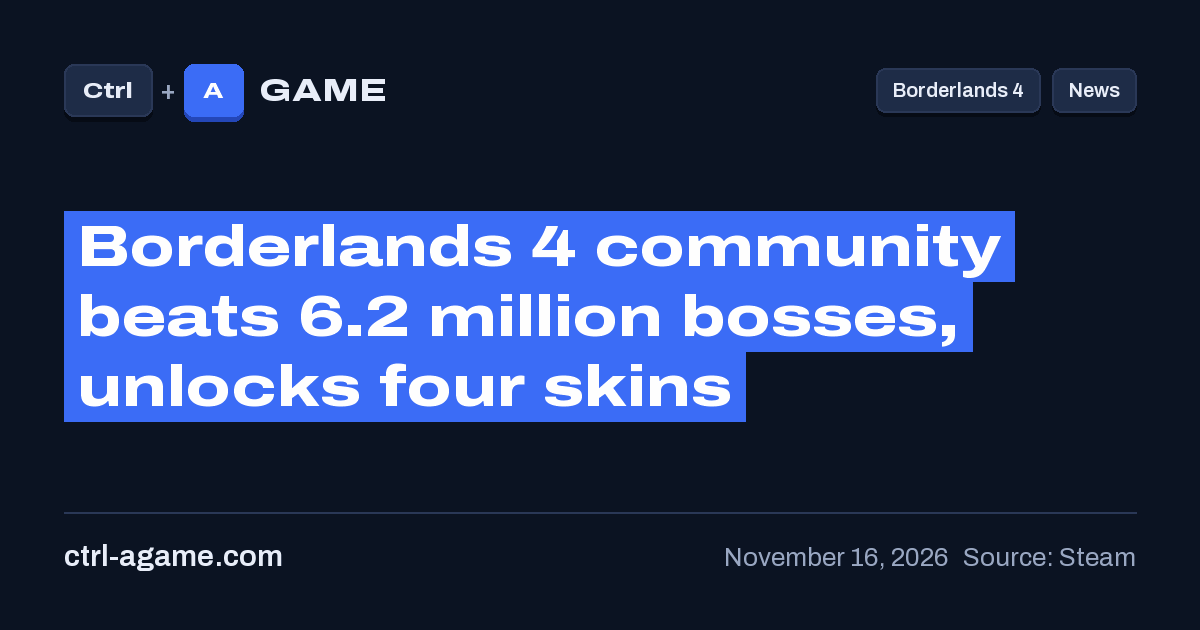 Ctrl + A GAME
Borderlands 4 News
Borderlands 4 community
beats 6.2 million bosses,
unlocks four skins
ctrl-agame.com
November 16, 2026 Source: Steam